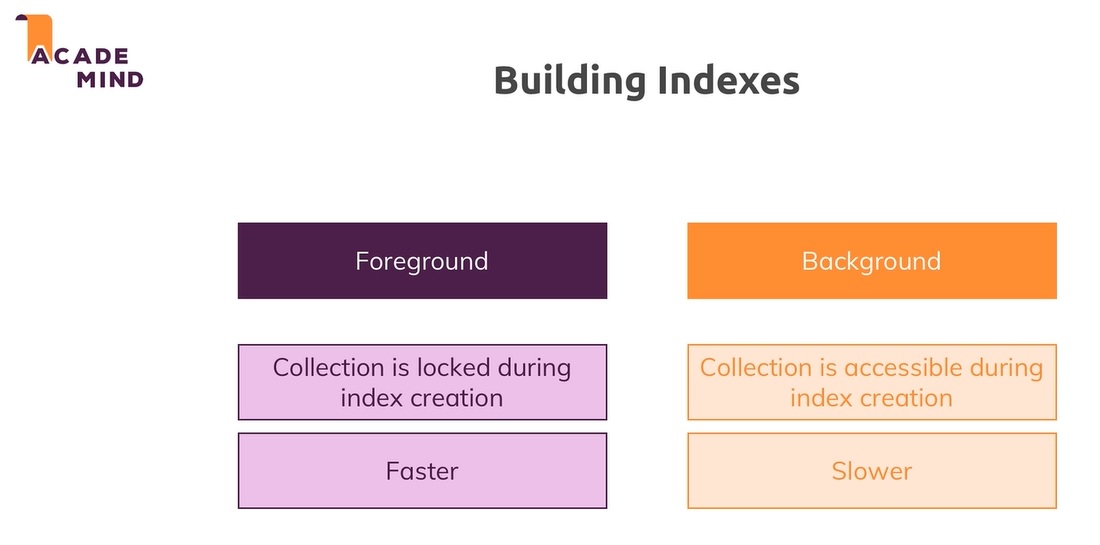 ACADE
MIND
Building Indexes
Foreground
Background
Collection is locked during
index creation
Collection is accessible during
index creation
Faster
Slower